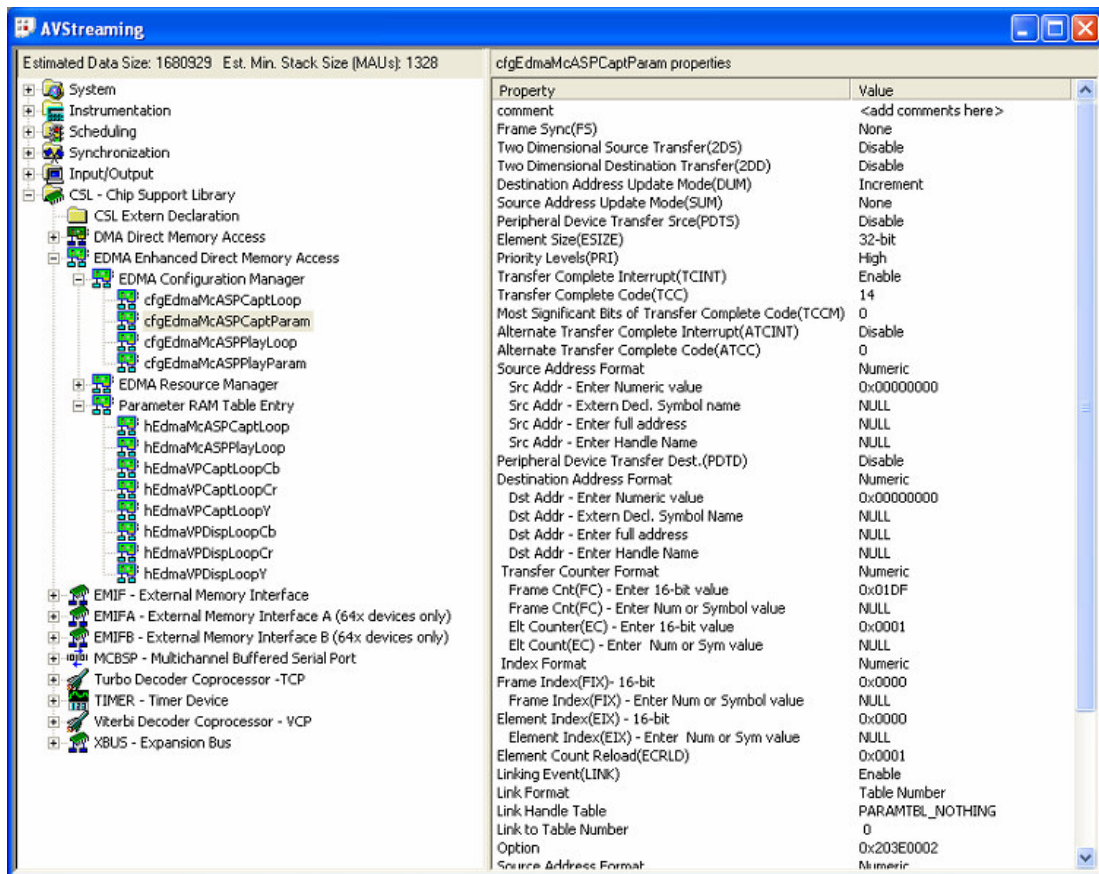 AVStreaming
Estimated Data Size: 1680929 Est. Min. Stack Size (MAUs): 1328
System
Instrumentation
Scheduling
Synchronization
Input/Output
CSL - Chip Support Library
CSL Extern Declaration
DMA Direct Memory Access
EDMA Enhanced Direct Memory Access
EDMA Configuration Manager
cfgEdmaMcASPCaptLoop
cfgEdmaMcASPCaptParam
cfgEdmaMcASPPlayLoop
cfgEdmaMcASPPlayParam
EDMA Resource Manager
Parameter RAM Table Entry
hEdmaMcASPCaptLoop
hEdmaMcASPPlayLoop
hEdmaVPCaptLoopCb
hEdmaVPCaptLoopCr
hEdmaVPCaptLoopY
hEdmaVPDispLoopCb
hEdmaVPDispLoopCr
hEdmaVPDispLoopY
EMIF - External Memory Interface
EMIFA - External Memory Interface A (64x devices only)
EMIFB - External Memory Interface B (64x devices only)
MCBSP - Multichannel Buffered Serial Port
Turbo Decoder Coprocessor -TCP
TIMER - Timer Device
Viterbi Decoder Coprocessor - VCP
XBUS - Expansion Bus
cfgEdmaMcASPCaptParam properties
Property Value
comment <add comments here>
Frame Sync(FS) None
Two Dimensional Source Transfer(2DS) Disable
Two Dimensional Destination Transfer(2DD) Disable
Destination Address Update Mode(DUM) Increment
Source Address Update Mode(SUM) None
Peripheral Device Transfer Srce(PDTS) Disable
Element Size(ESIZE) 32-bit
Priority Levels(PRI) High
Transfer Complete Interrupt(TCINT) Enable
Transfer Complete Code(TCC) 14
Most Significant Bits of Transfer Complete Code(TCCM) 0
Alternate Transfer Complete Interrupt(ATCINT) Disable
Alternate Transfer Complete Code(ATCC) 0
Source Address Format Numeric
Src Addr - Enter Numeric value 0x00000000
Src Addr - Extern Decl. Symbol name NULL
Src Addr - Enter full address NULL
Src Addr - Enter Handle Name NULL
Peripheral Device Transfer Dest.(PDTD) Disable
Destination Address Format Numeric
Dst Addr - Enter Numeric value 0x00000000
Dst Addr - Extern Decl. Symbol Name NULL
Dst Addr - Enter full address NULL
Dst Addr - Enter Handle Name NULL
Transfer Counter Format Numeric
Frame Cnt(FC) - Enter 16-bit value 0x01DF
Frame Cnt(FC) - Enter Num or Symbol value NULL
Elt Counter(EC) - Enter 16-bit value 0x0001
Elt Count(EC) - Enter Num or Sym value NULL
Index Format Numeric
Frame Index(FIX)- 16-bit 0x0000
Frame Index(FIX) - Enter Num or Symbol value NULL
Element Index(EIX) - 16-bit 0x0000
Element Index(EIX) - Enter Num or Sym value NULL
Element Count Reload(ECRLD) 0x0001
Linking Event(LINK) Enable
Link Format Table Number
Link Handle Table PARAMTBL_NOTHING
Link to Table Number 0
Option 0x203E0002
Source Address Format Numeric